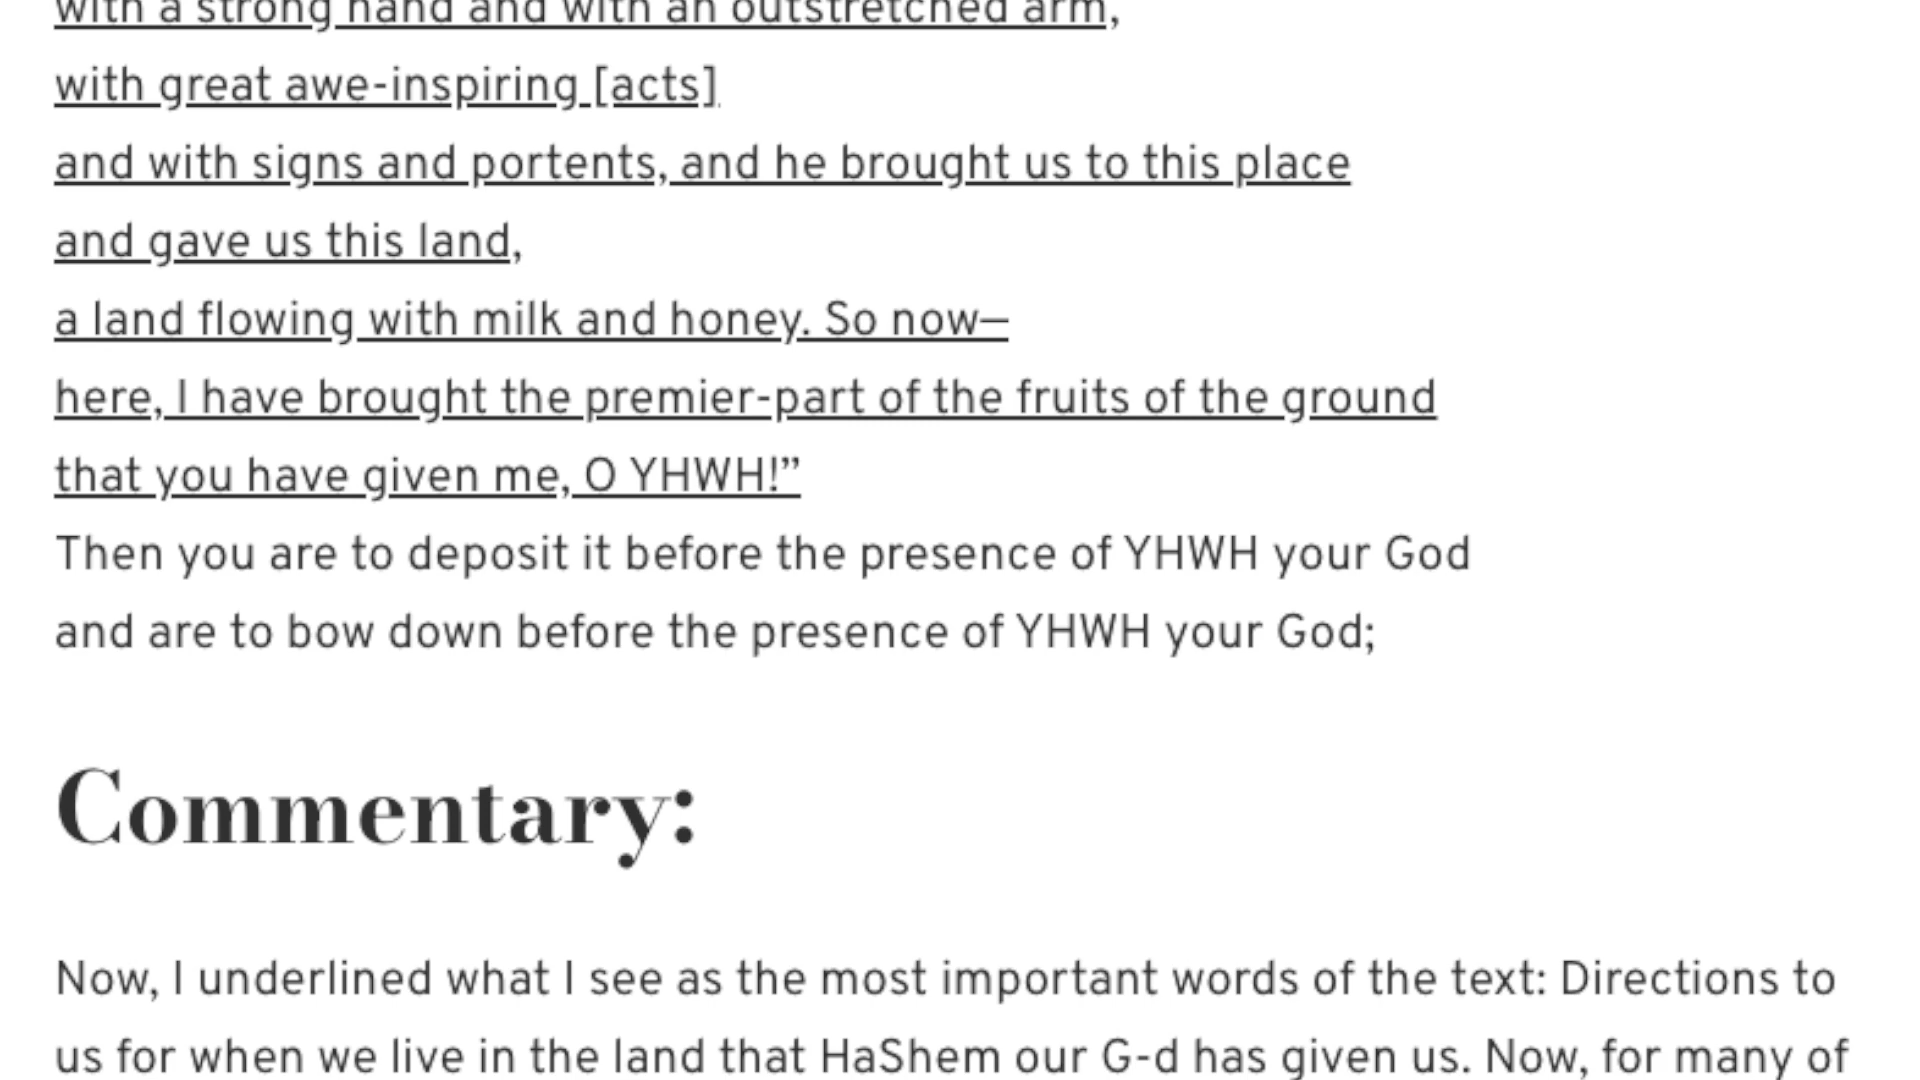 with a strong hand and with an outstretched arm,
with great awe-inspiring [acts]
and with signs and portents, and he brought us to this place
and gave us this land,
a land flowing with milk and honey. So now—
here, I have brought the premier-part of the fruits of the ground
that you have given me, O YHWH!”
Then you are to deposit it before the presence of YHWH your God
and are to bow down before the presence of YHWH your God;
Commentary:
Now, I underlined what I see as the most important words of the text: Directions to
us for when we live in the land that HaShem our G-d has given us. Now, for many of